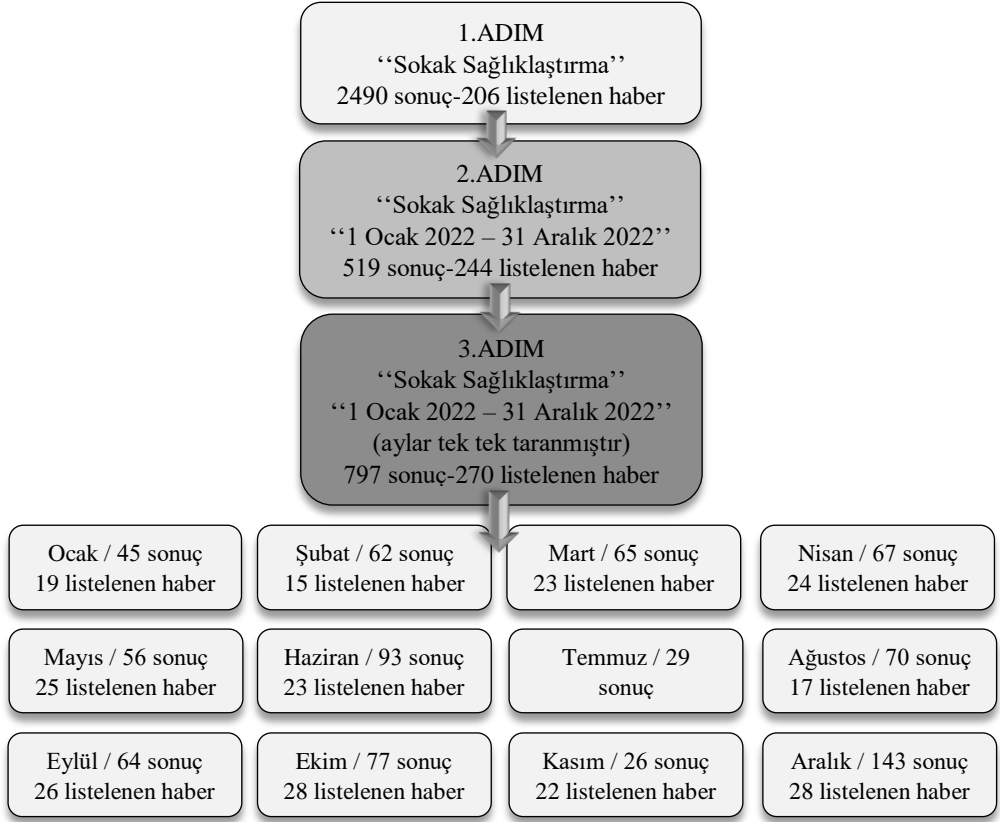 1.ADIM
‘‘Sokak Sağlıklaştırma’’
2490 sonuç-206 listelenen haber
2.ADIM
‘‘Sokak Sağlıklaştırma’’
‘‘1 Ocak 2022 – 31 Aralık 2022’’
519 sonuç-244 listelenen haber
3.ADIM
‘‘Sokak Sağlıklaştırma’’
‘‘1 Ocak 2022 – 31 Aralık 2022’’
(aylar tek tek taranmıştır)
797 sonuç-270 listelenen haber
Ocak / 45 sonuç
19 listelenen haber
Şubat / 62 sonuç
15 listelenen haber
Mart / 65 sonuç
23 listelenen haber
Nisan / 67 sonuç
24 listelenen haber
Mayıs / 56 sonuç
25 listelenen haber
Haziran / 93 sonuç
23 listelenen haber
Temmuz / 29
sonuç
Ağustos / 70 sonuç
17 listelenen haber
Eylül / 64 sonuç
26 listelenen haber
Ekim / 77 sonuç
28 listelenen haber
Kasım / 26 sonuç
22 listelenen haber
Aralık / 143 sonuç
28 listelenen haber